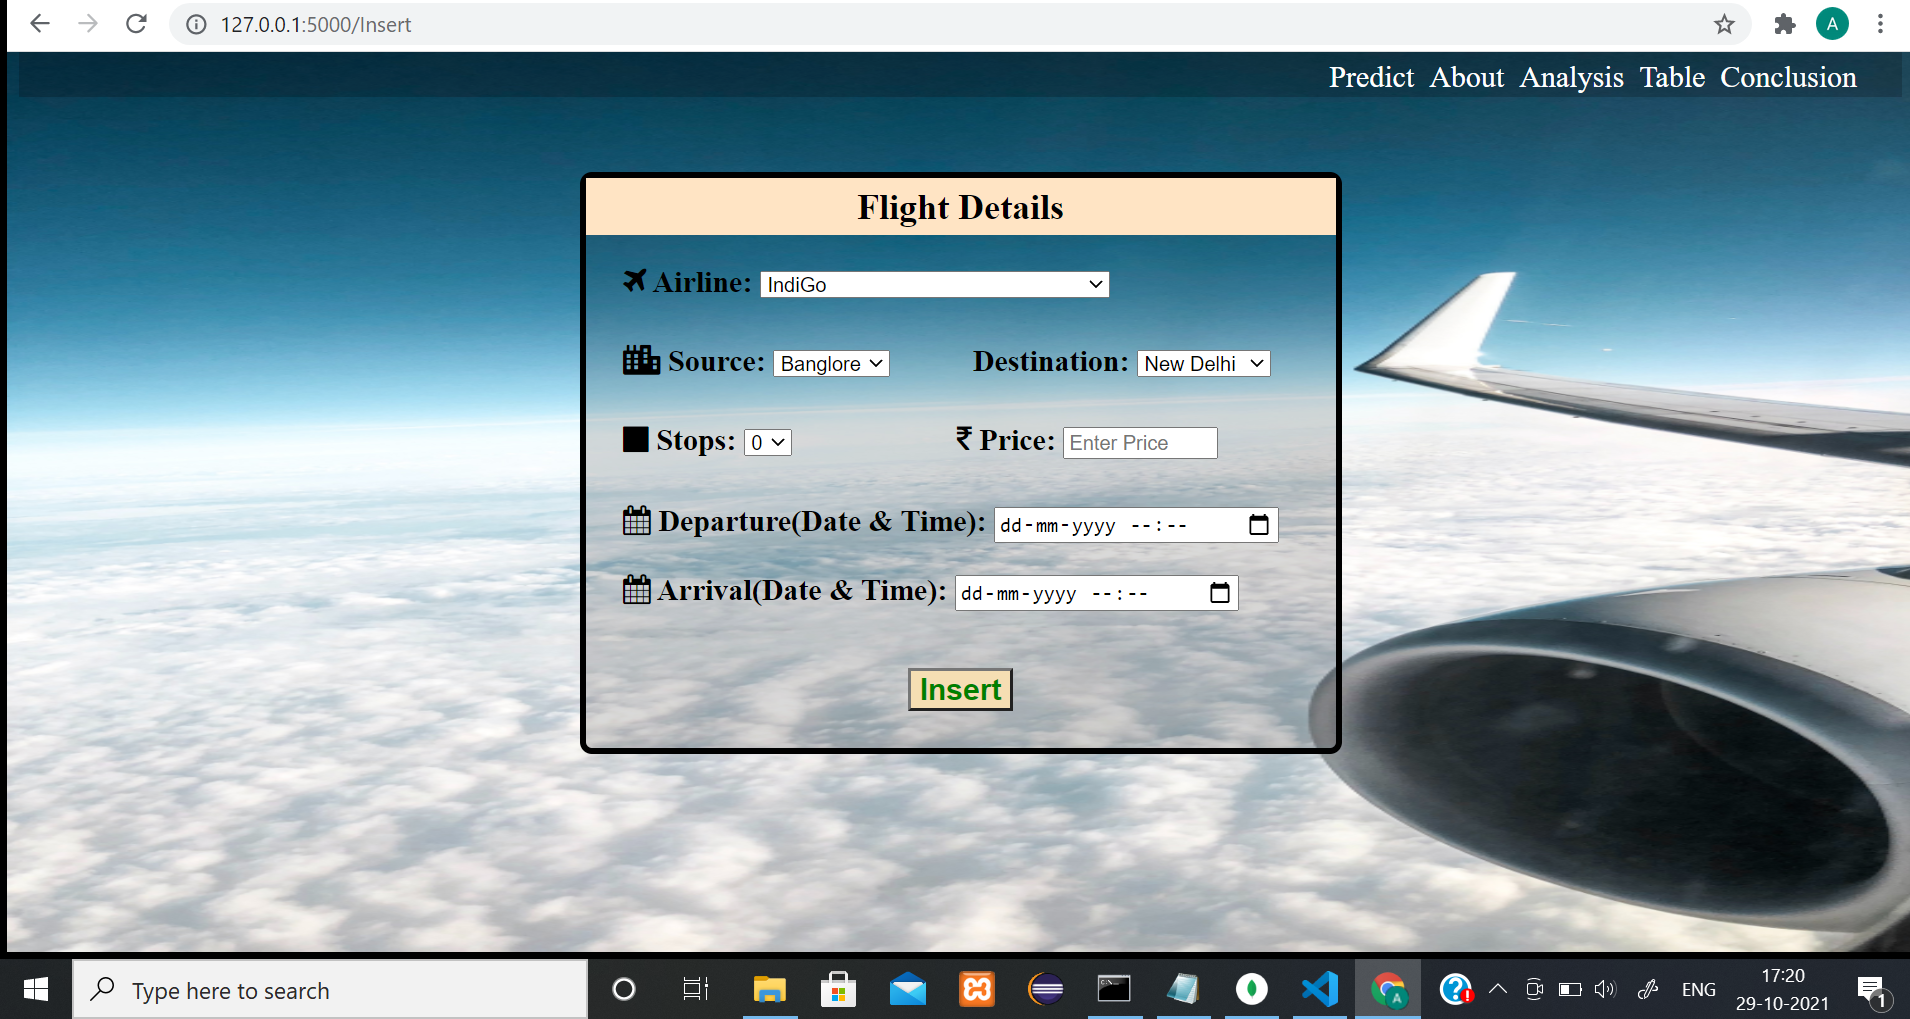 127.0.0.1:5000/Insert
A
Predict About Analysis Table Conclusion
Flight Details
Airline: IndiGo
Source: Banglore Destination: New Delhi
Stops: 0 ₹ Price: Enter Price
Departure(Date & Time): dd-mm-yyyy --:--
Arrival(Date & Time): dd-mm-yyyy --:--
Insert
Type here to search
A
ENG
17:20
29-10-2021
1